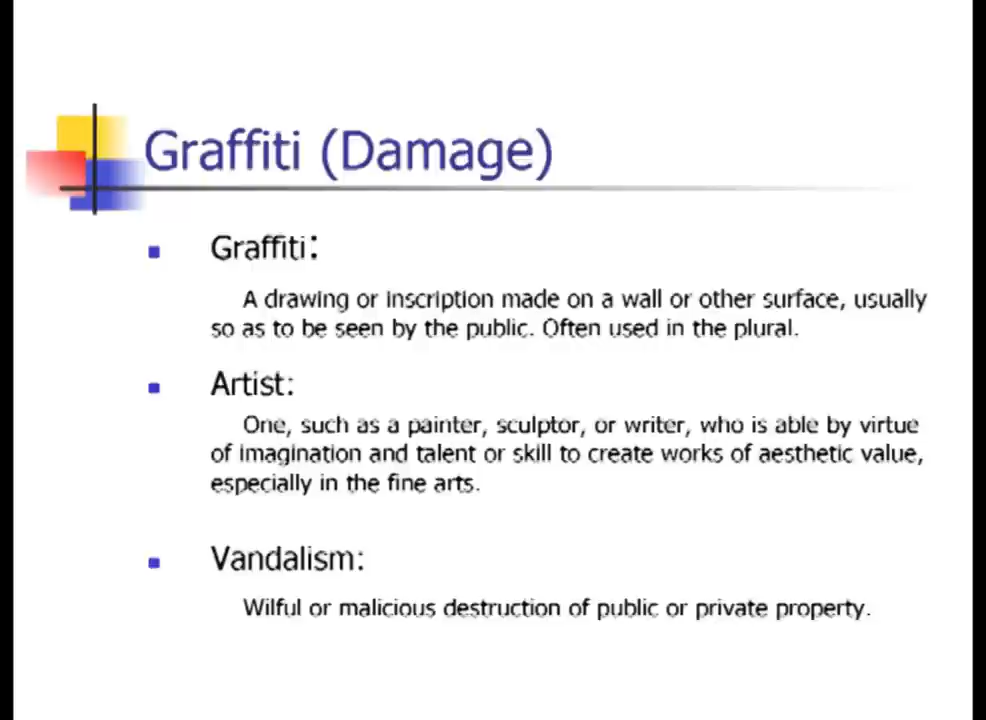 Graffiti (Damage)
Graffiti:
A drawing or inscription made on a wall or other surface, usually
so as to be seen by the public. Often used in the plural.
Artist:
One, such as a painter, sculptor, or writer, who is able by virtue
of imagination and talent or skill to create works of aesthetic value,
especially in the fine arts.
Vandalism:
Wilful or malicious destruction of public or private property.